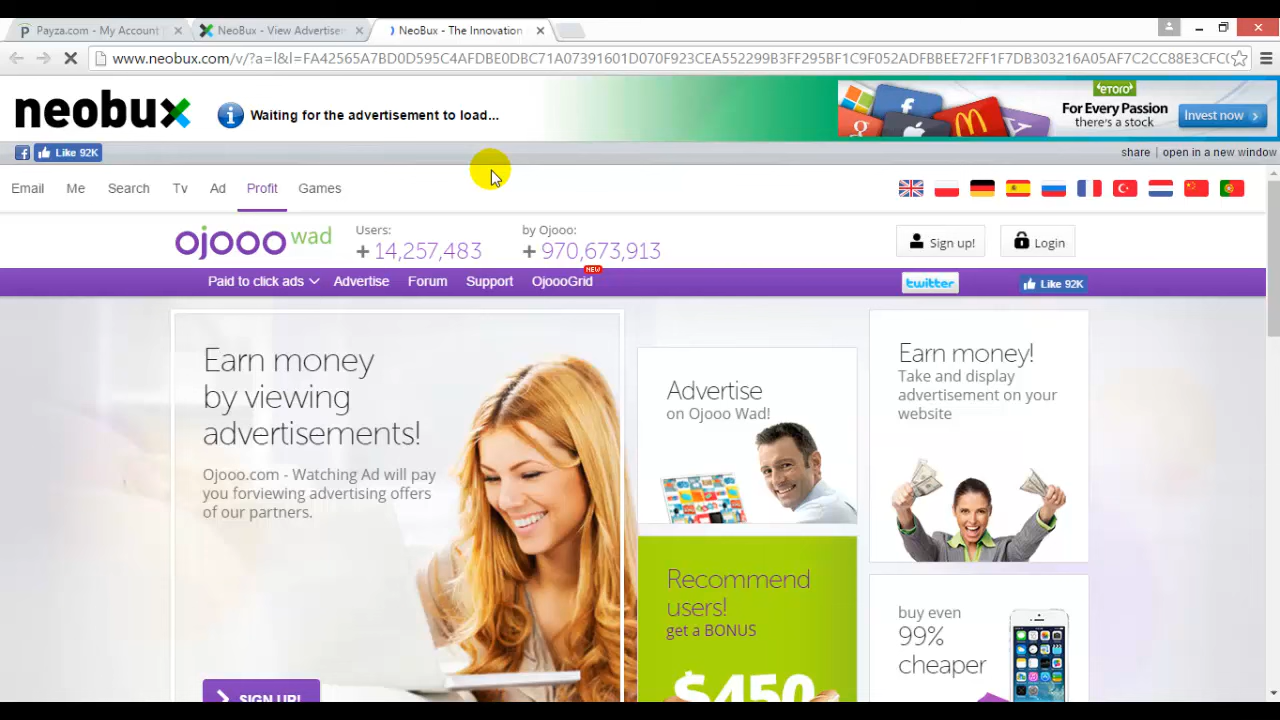 Payza.com - My Account
NeoBux - View Advertisem
NeoBux - The Innovation
www.neobux.com/v/?a=l&l=FA42565A7BD0D595C4AFDBE0DBC71A7391601D070F923CEA552299B3FF295BF1C9F052ADFBBEE72FF1F7DB303216A05AF7C2CC88E3CFC
neobux
Waiting for the advertisement to load...
eTORO
For Every Passion
there's a stock
Invest now >
Like 92K
share | open in a new window
Email Me Search Tv Ad Profit Games
ojooo wad
Users:
+ 14,257,483
by Ojooo:
+ 970,673,913
Sign up!
Login
Paid to click ads Advertise Forum Support OjoooGrid
NEW
twitter
Like 92K
Earn money
by viewing
advertisements!
Ojooo.com - Watching Ad will pay
you forviewing advertising offers
of our partners.
SIGN UP!
Advertise
on Ojooo Wad!
Recommend
users!
get a BONUS
$450
Earn money!
Take and display
advertisement on your
website
buy even
99%
cheaper